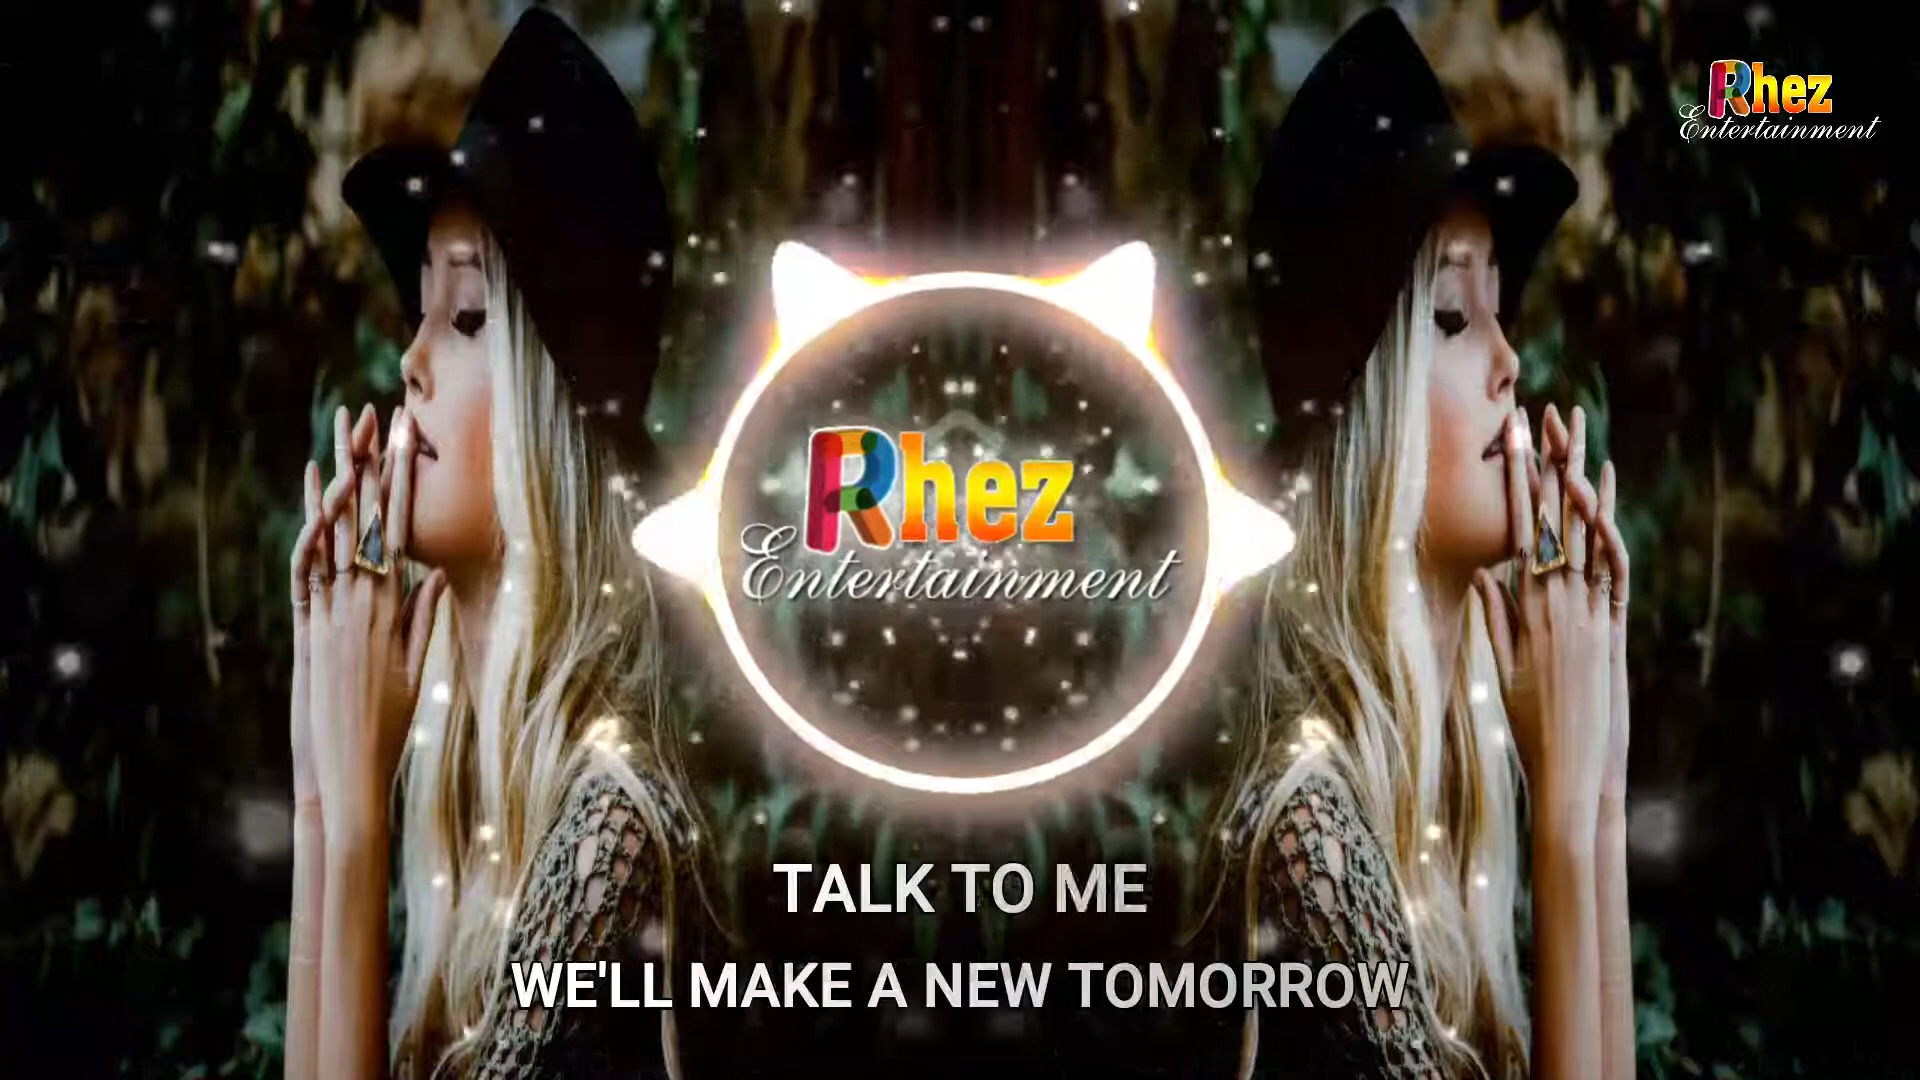 Rhez
Entertainment
Rhez
Entertainment
TALK TO ME
WE'LL MAKE A NEW TOMORROW